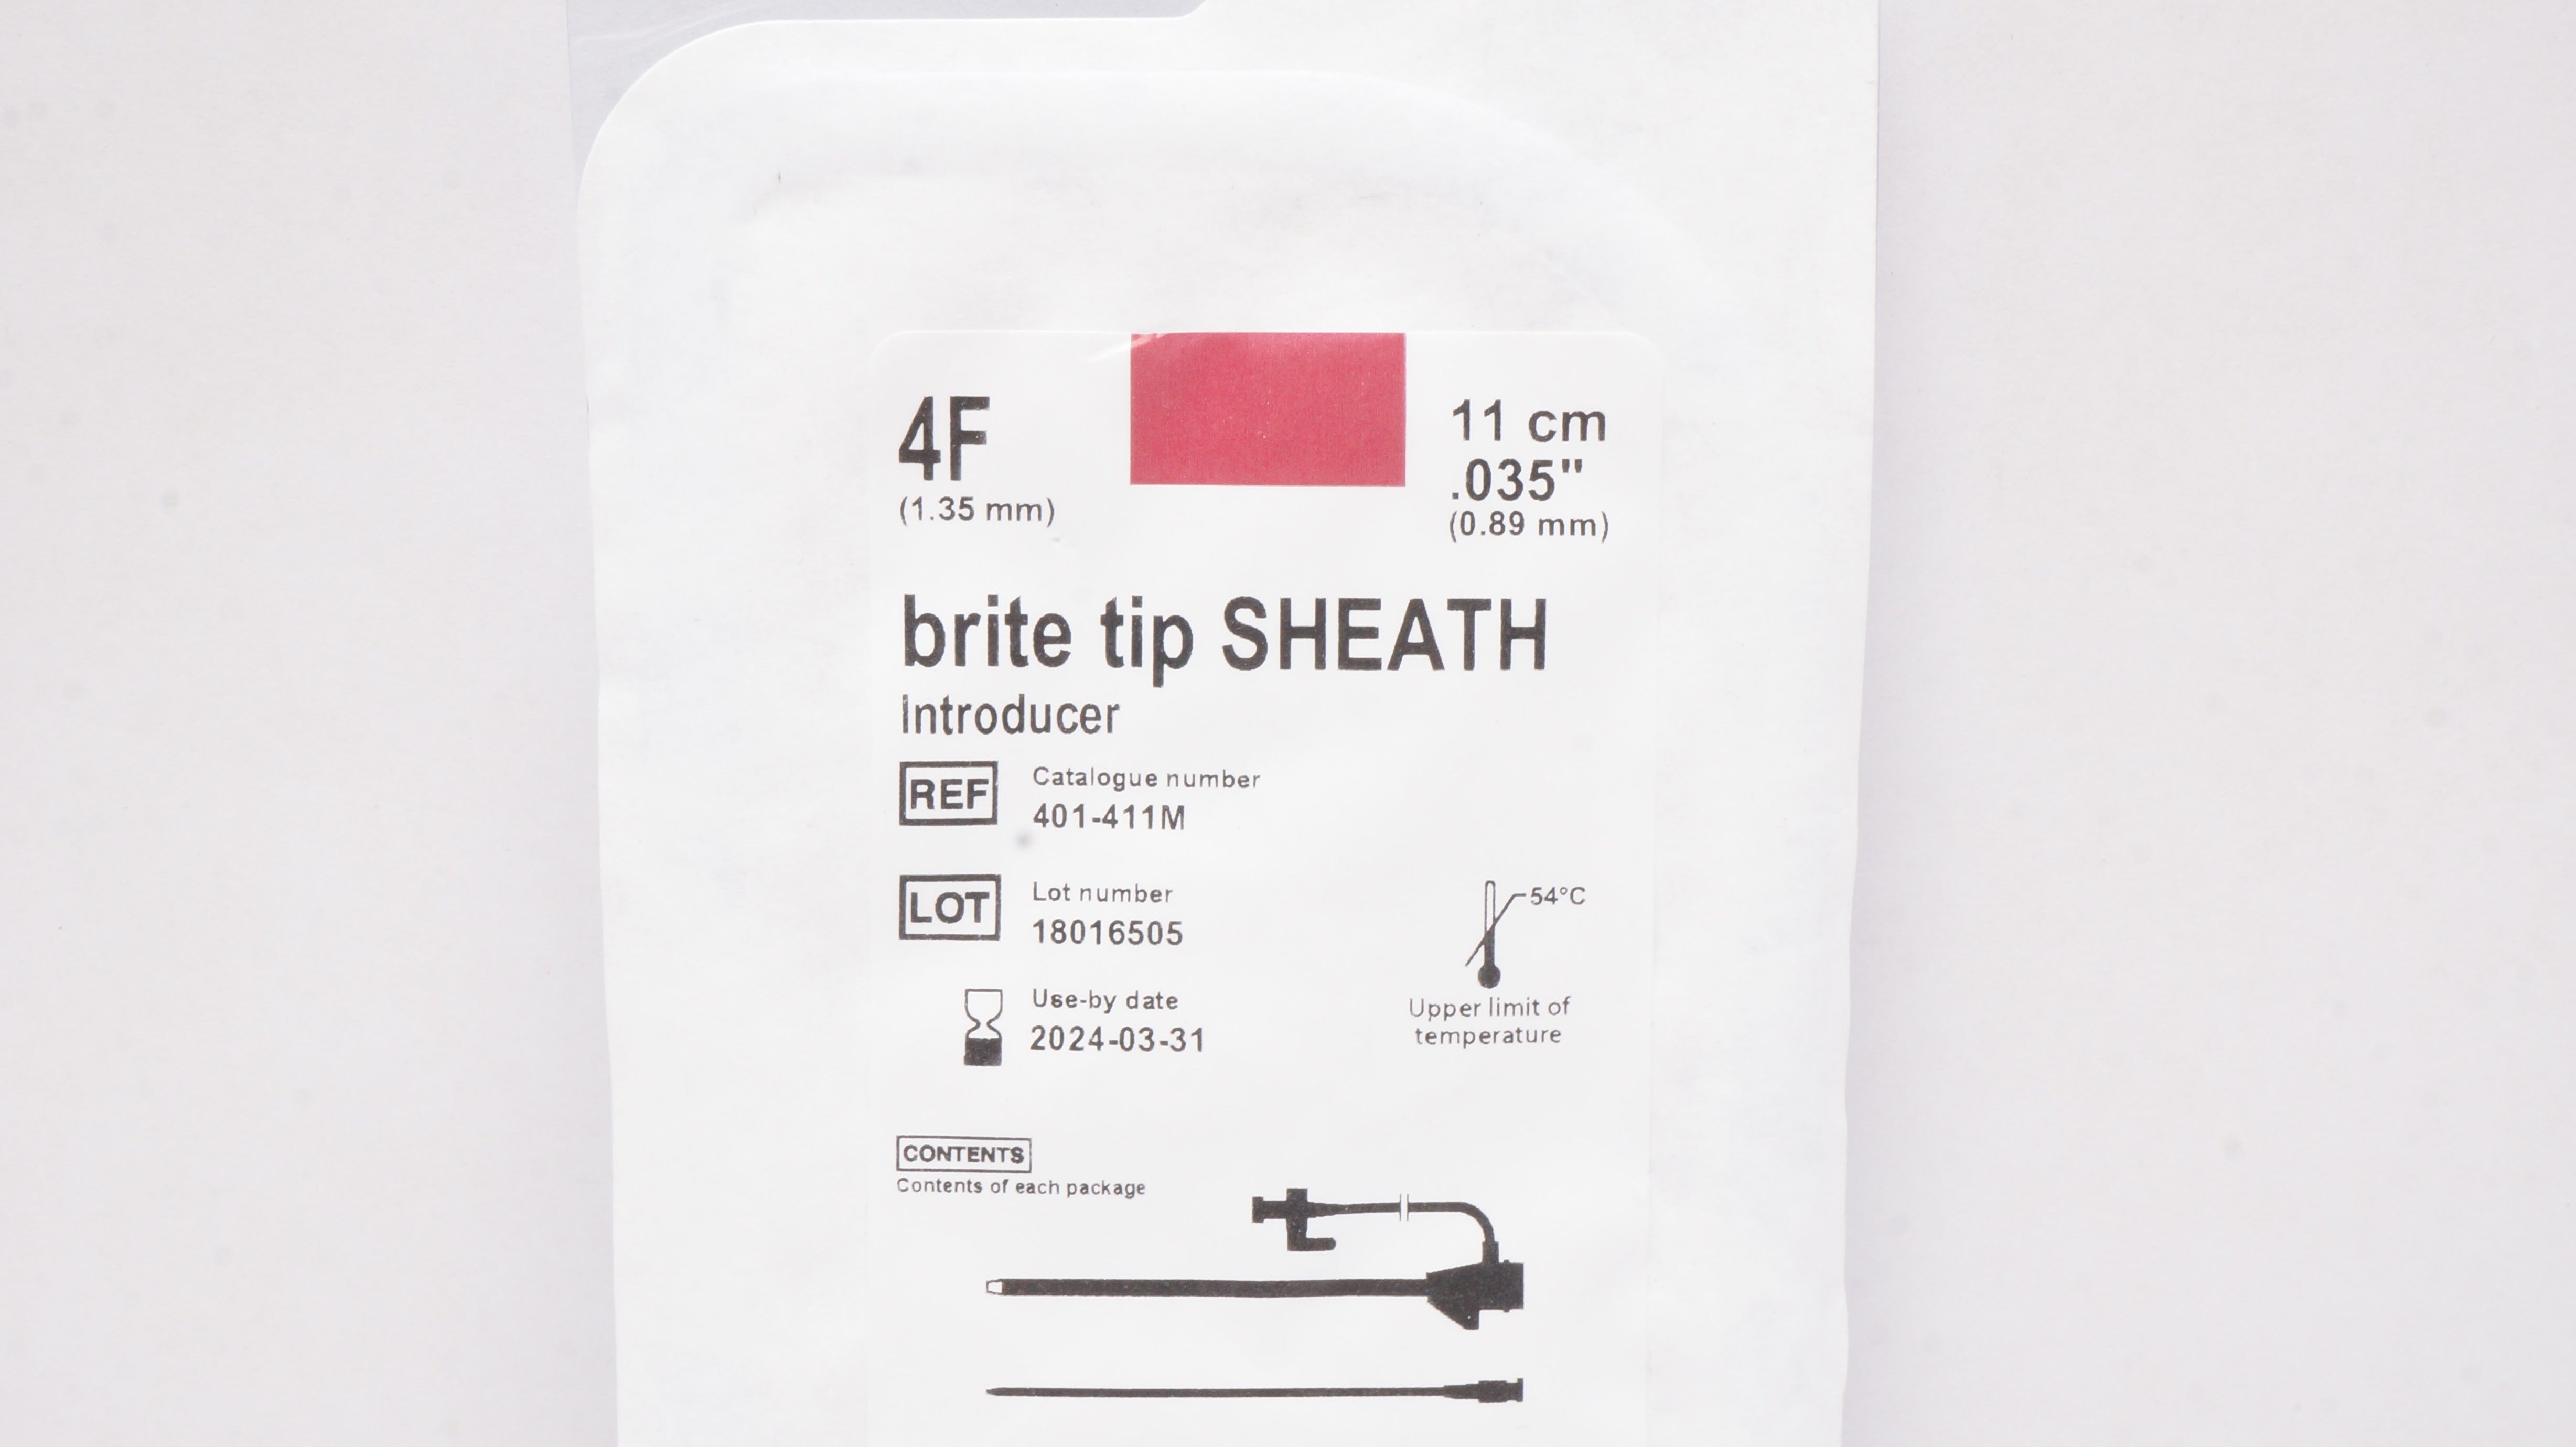 4F
(1.35 mm)
11 cm
.035"
(0.89 mm)
brite tip SHEATH
introducer
REF
Catalogue number
401-411M
LOT
Lot number
18016505
Use-by date
2024-03-31
54°C
Upper limit of
temperature
CONTENTS
Contents of each package